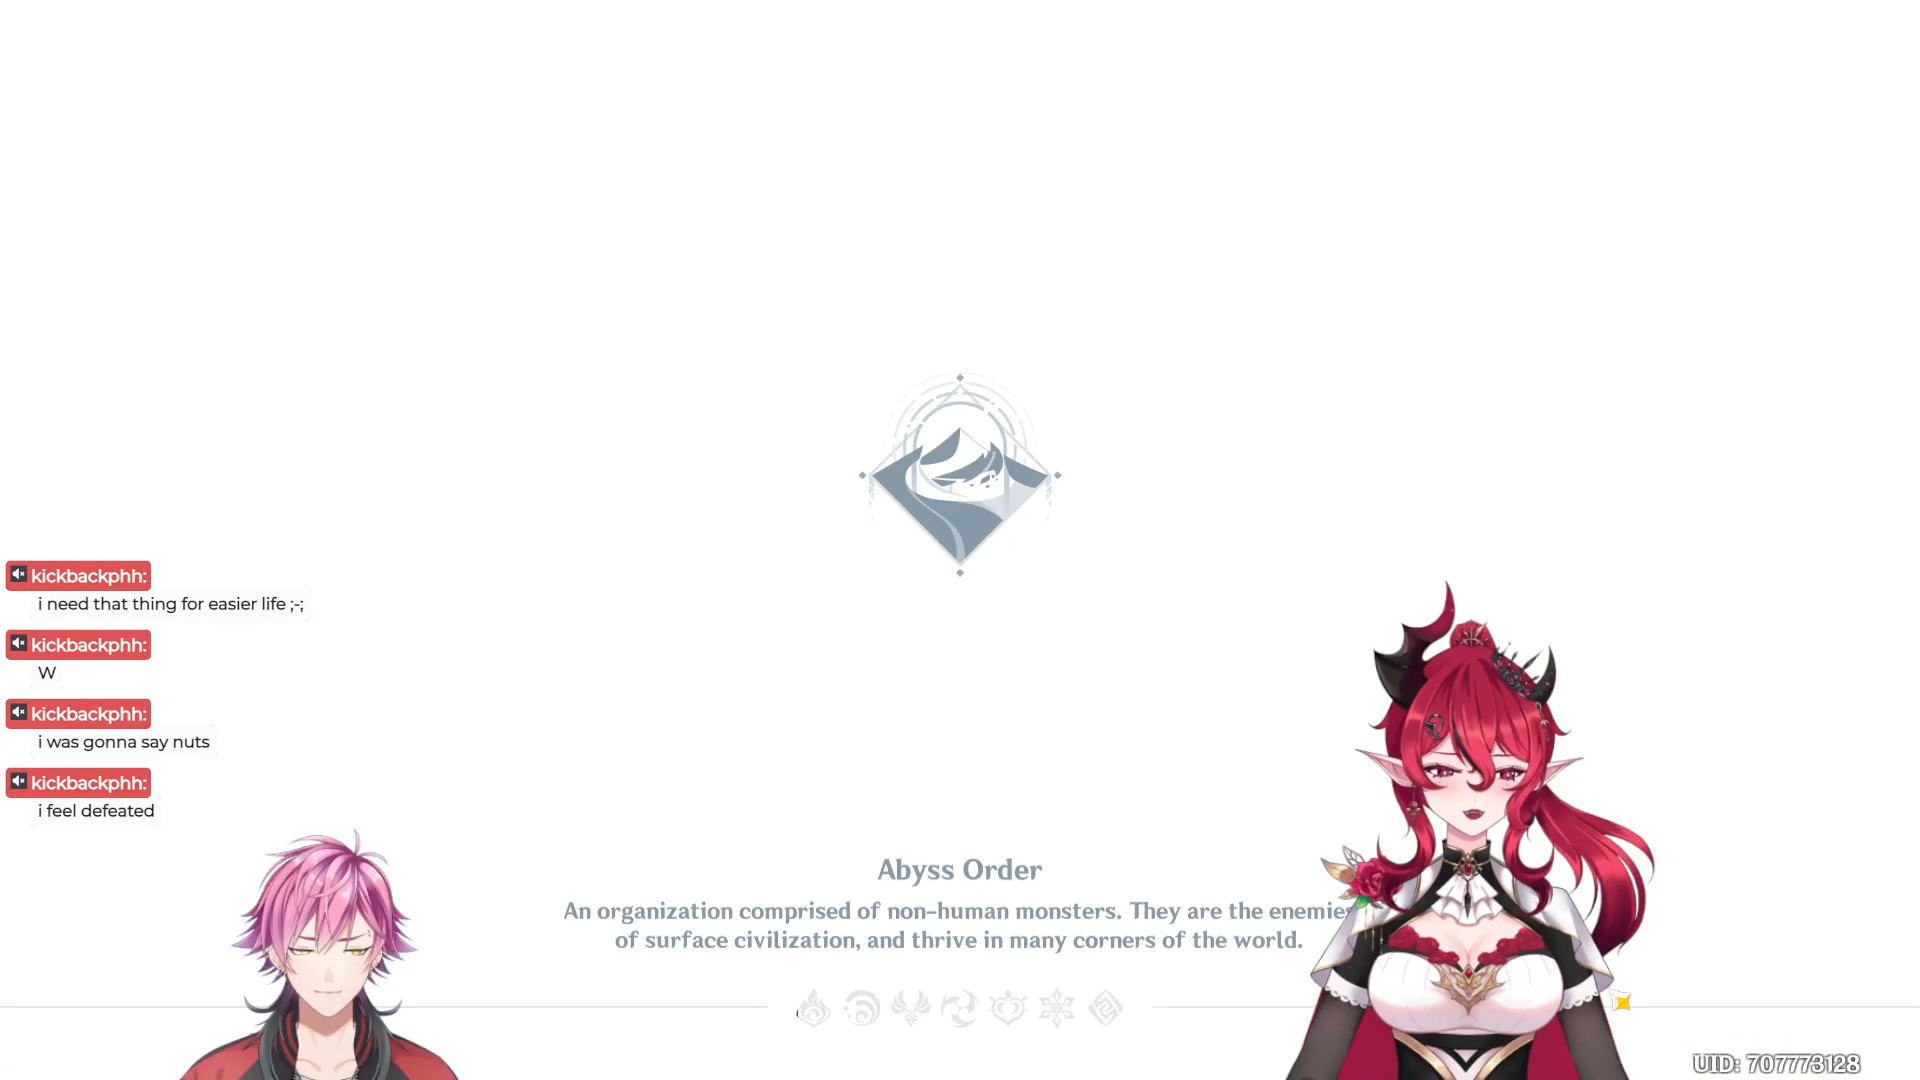 kickbackphh:
i need that thing for easier life ;-;
kickbackphh:
W
kickbackphh:
i was gonna say nuts
kickbackphh:
i feel defeated
Abyss Order
An organization comprised of non-human monsters. They are the enemies
of surface civilization, and thrive in many corners of the world.
UID: 707773128